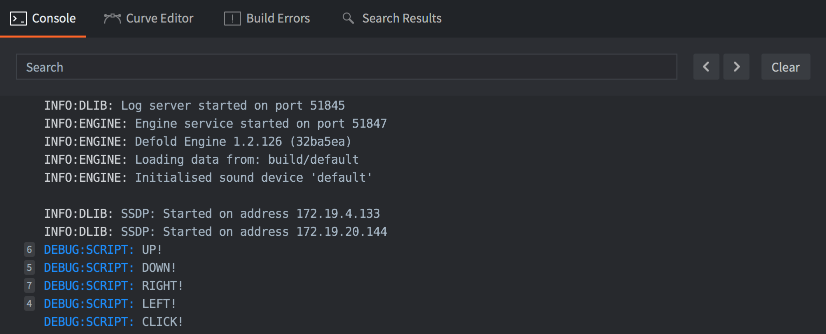 Console Curve Editor Build Errors Search Results
Search Clear
INFO:DLIB: Log server started on port 51845
INFO:ENGINE: Engine service started on port 51847
INFO:ENGINE: Defold Engine 1.2.126 (32ba5ea)
INFO:ENGINE: Loading data from: build/default
INFO:ENGINE: Initialised sound device 'default'
INFO:DLIB: SSDP: Started on address 172.19.4.133
INFO:DLIB: SSDP: Started on address 172.19.20.144
6 DEBUG:SCRIPT: UP!
5 DEBUG:SCRIPT: DOWN!
7 DEBUG:SCRIPT: RIGHT!
4 DEBUG:SCRIPT: LEFT!
DEBUG:SCRIPT: CLICK!